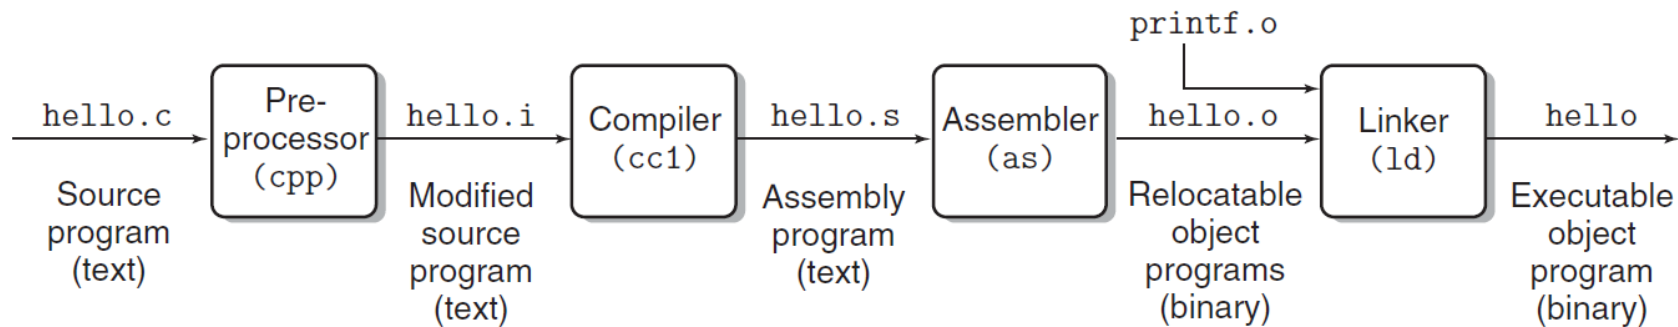 printf.o
hello.c
Pre-
processor
(cpp)
hello.i
Compiler
(cc1)
hello.s
Assembler
(as)
hello.o
Linker
(ld)
hello
Source
program
(text)
Modified
source
program
(text)
Assembly
program
(text)
Relocatable
object
programs
(binary)
Executable
object
program
(binary)